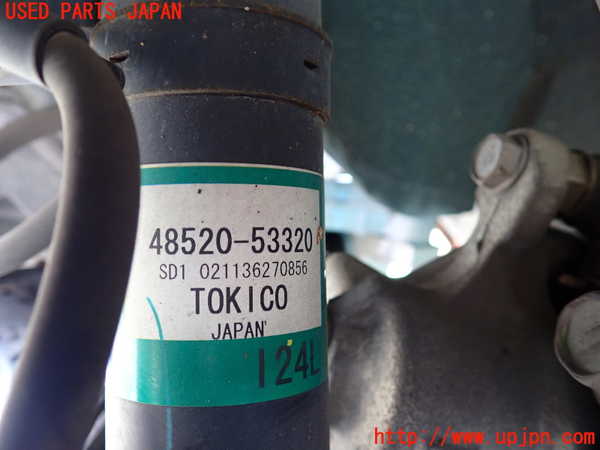 USED PARTS JAPAN
48520-53320
SD1 021136270856
TOKICO
JAPAN
124L
http://www.upjpn.com